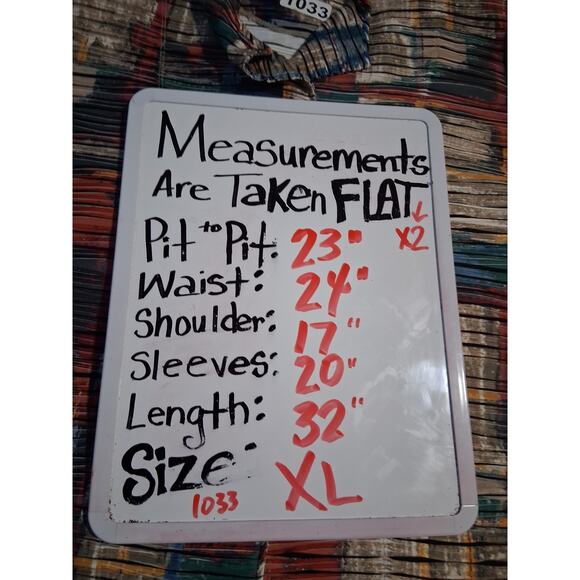 1033
Measurements
Are Taken FLAT ↓
Pit to Pit: 23" X2
Waist: 24"
Shoulder: 17"
Sleeves: 20"
Length: 32"
Size: XL
1033